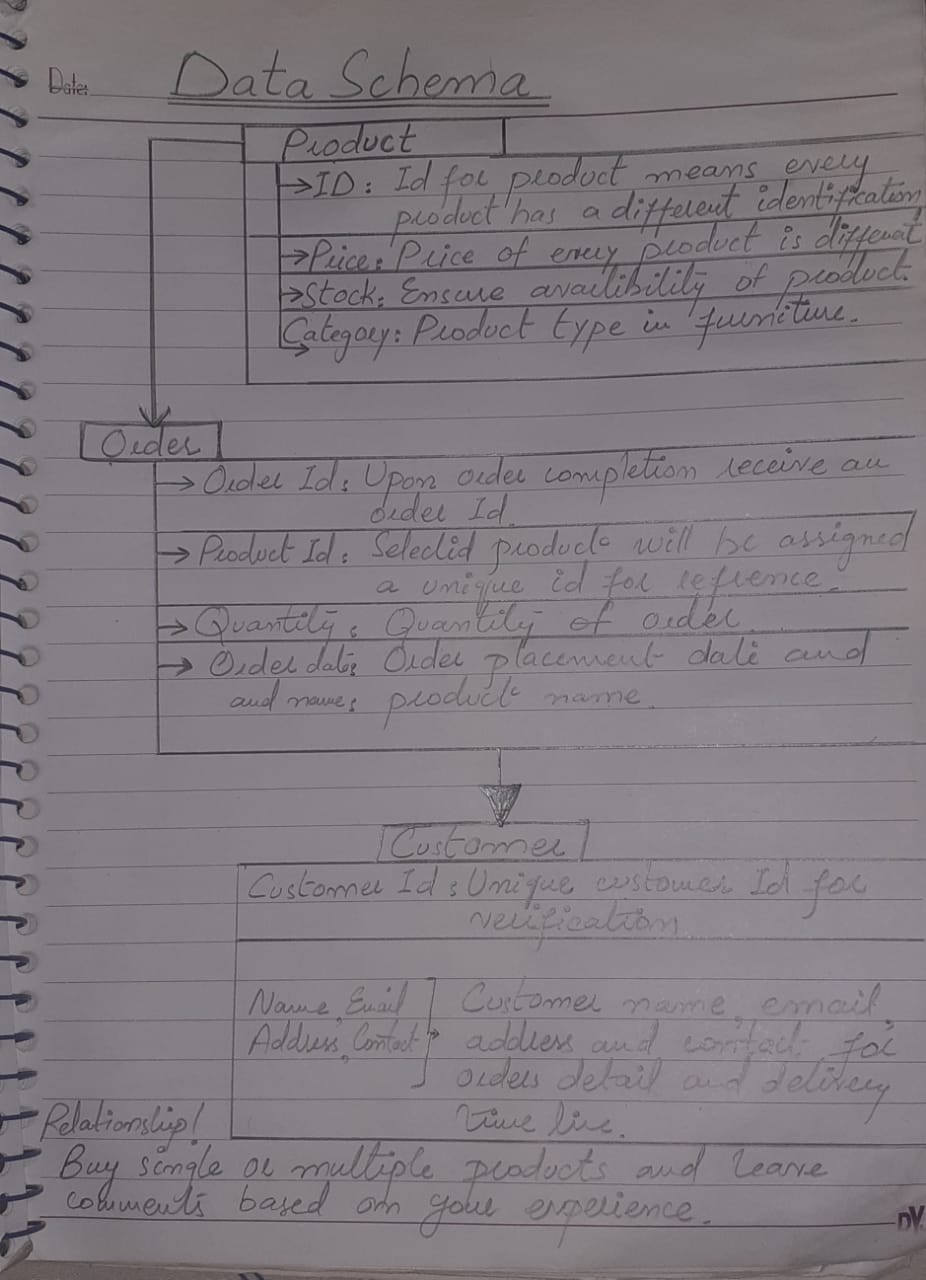 Date:
Data Schema
Product
ID: Id for product means every
product has a different identification
Price: Price of every product is different
Stock: Ensure availibility of product.
Category: Product type in furniture.
Order
Order Id: Upon order completion receive an
order Id.
Product Id: Selected product will be assigned
a unique id for refrence.
Quantity: Quantity of order.
Order date: Order placement date and
and name: product name.
Customer
Customer Id: Unique customer Id for
verification
Name, Email
Address, Contact
Customer name, email,
address and contact for
orders detail and delivery
time line.
Relationship!
Buy single or multiple products and leave
comments based on your experience.